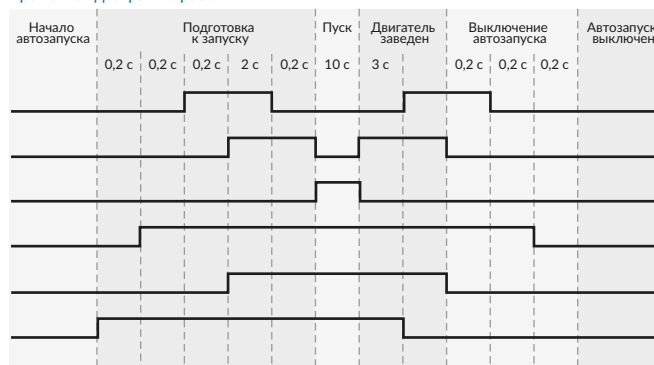 Начало
автозапуска
Подготовка
к запуску
Пуск
Двигатель
заведен
Выключение
автозапуска
Автозапуск
выключен
0,2 с 0,2 с 0,2 с 2 с 0,2 с 10 с 3 с 0,2 с 0,2 с 0,2 с